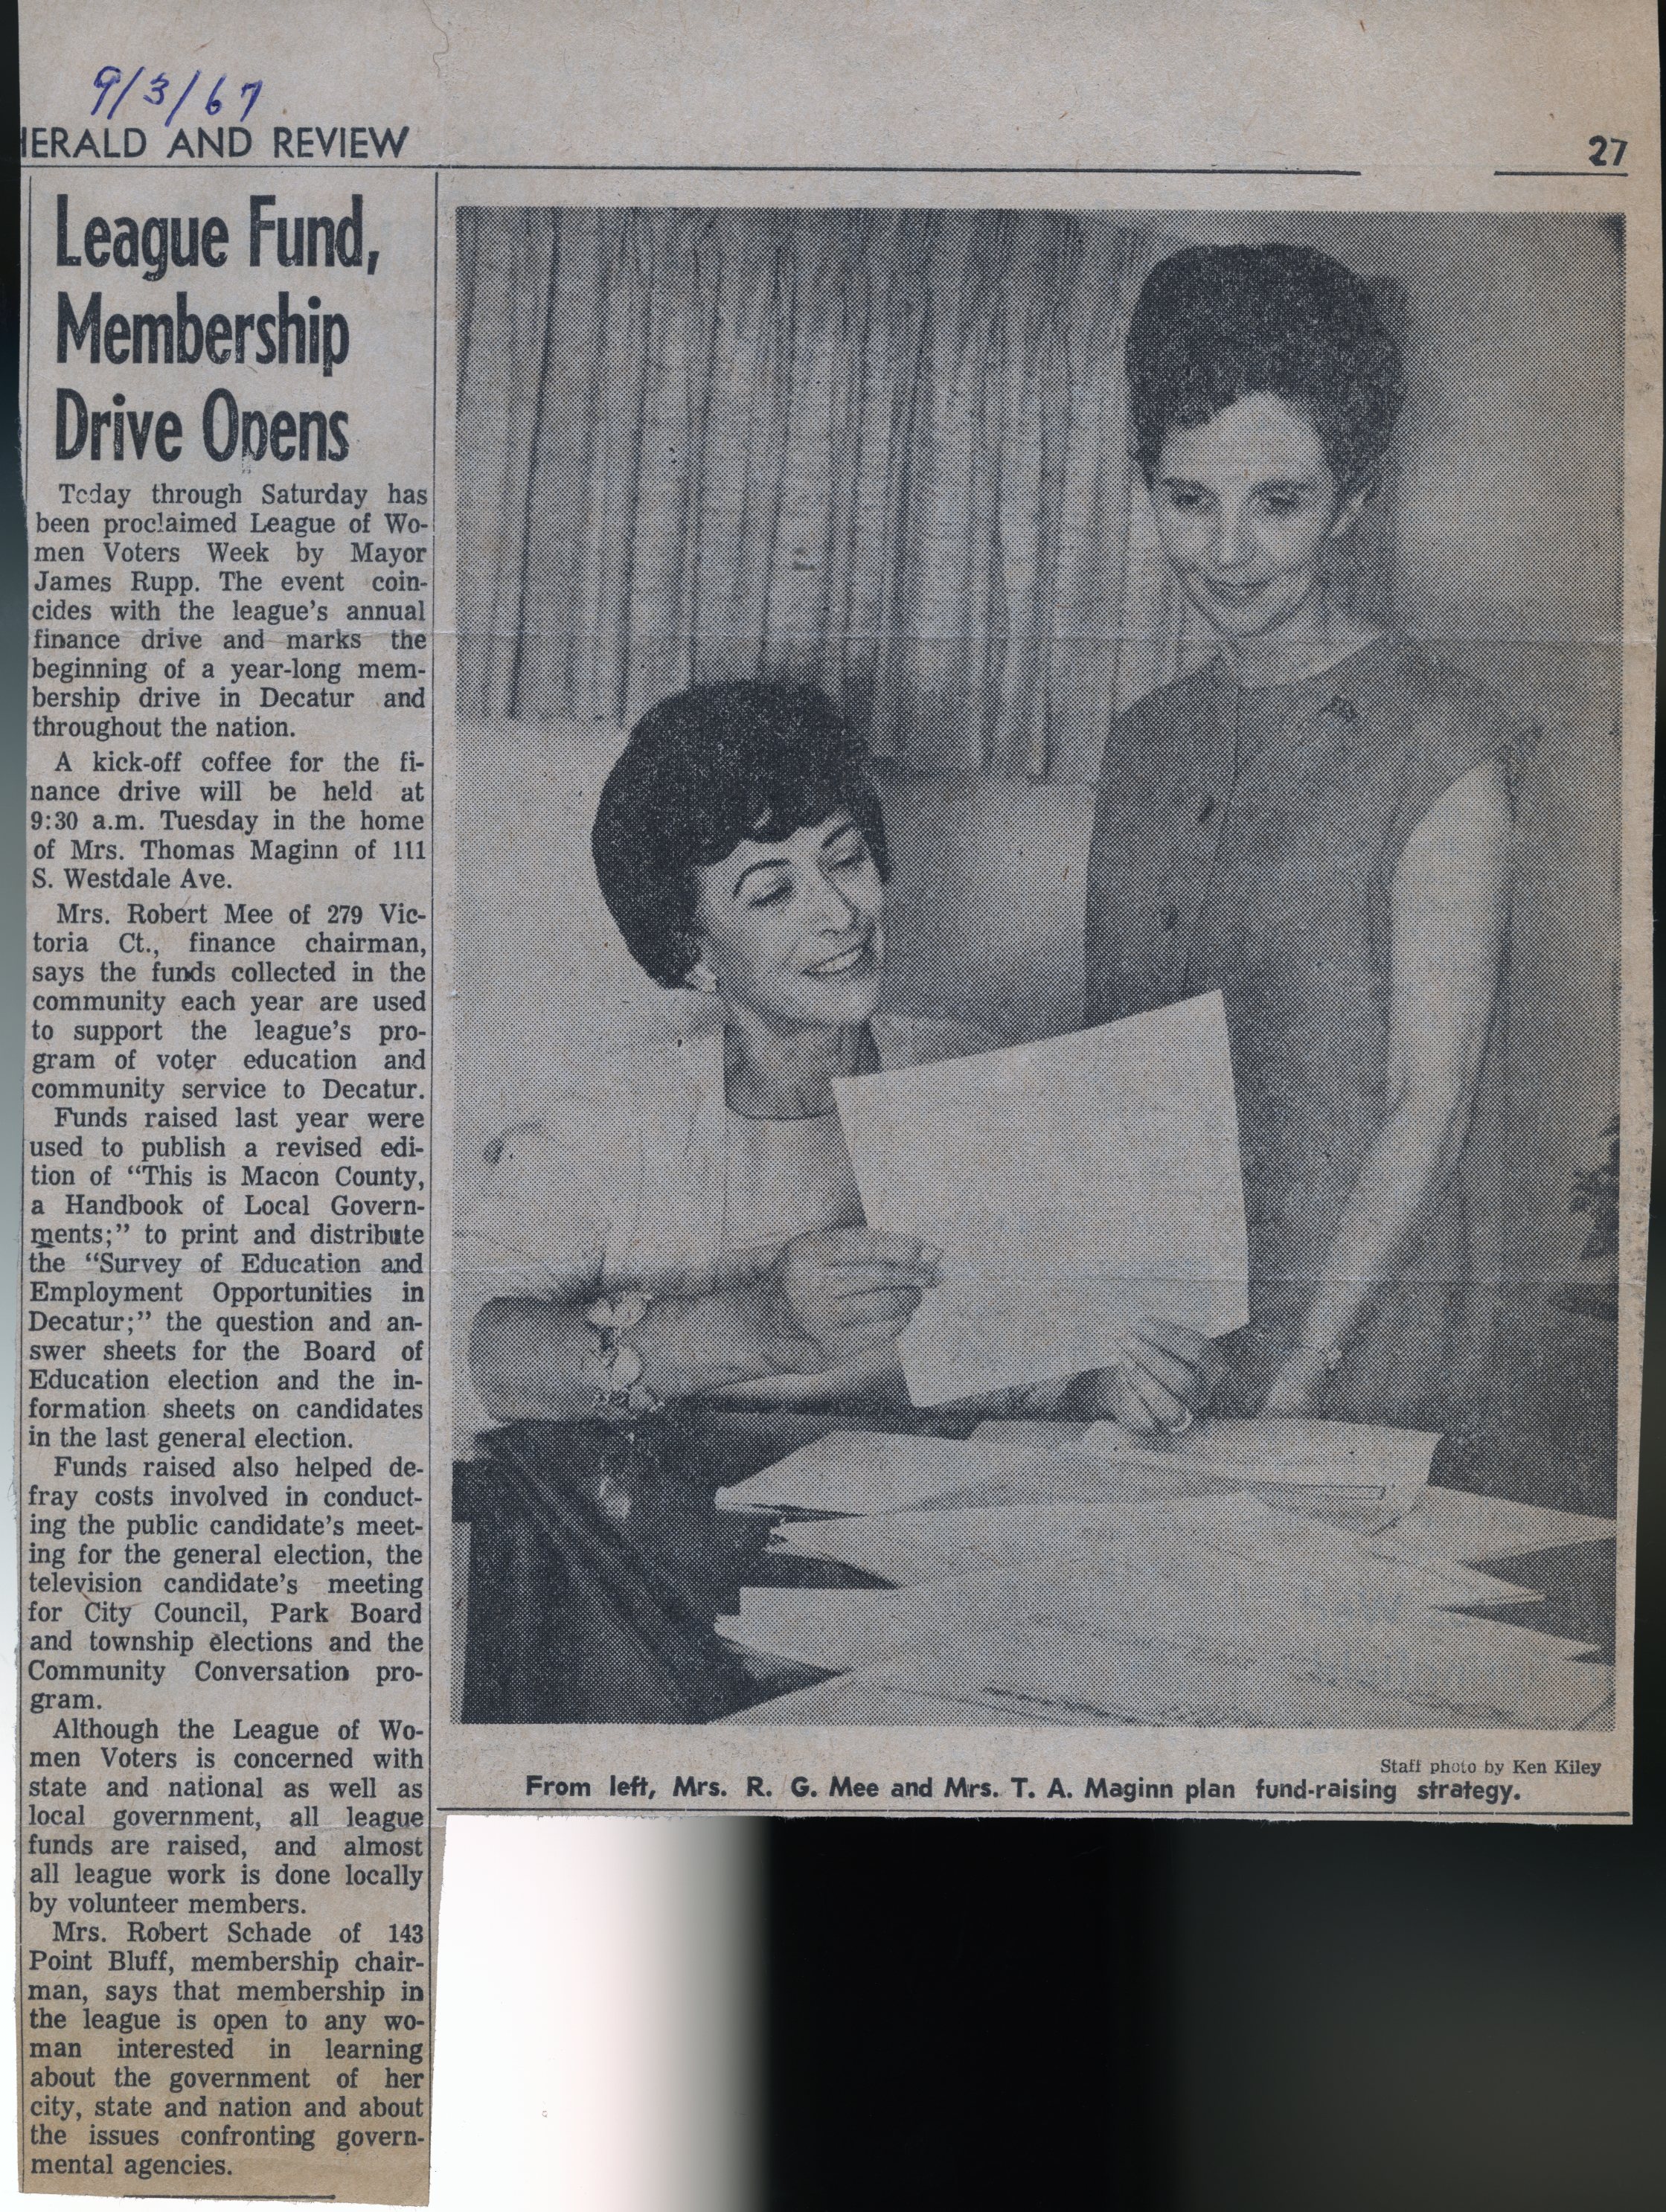 9/3/67
HERALD AND REVIEW
27
League Fund,
Membership
Drive Opens
Today through Saturday has
been proclaimed League of Wo-
men Voters Week by Mayor
James Rupp. The event coin-
cides with the league's annual
finance drive and marks the
beginning of a year-long mem-
bership drive in Decatur and
throughout the nation.
A kick-off coffee for the fi-
nance drive will be held at
9:30 a.m. Tuesday in the home
of Mrs. Thomas Maginn of 111
S. Westdale Ave.
Mrs. Robert Mee of 279 Vic-
toria Ct., finance chairman,
says the funds collected in the
community each year are used
to support the league's pro-
gram of voter education and
community service to Decatur.
Funds raised last year were
used to publish a revised edi-
tion of “This is Macon County,
a Handbook of Local Govern-
ments;” to print and distribute
the “Survey of Education and
Employment Opportunities in
Decatur;” the question and an-
swer sheets for the Board of
Education election and the in-
formation sheets on candidates
in the last general election.
Funds raised also helped de-
fray costs involved in conduct-
ing the public candidate's meet-
ing for the general election, the
television candidate's meeting
for City Council, Park Board
and township elections and the
Community Conversation pro-
gram.
Although the League of Wo-
men Voters is concerned with
state and national as well as
local government, all league
funds are raised, and almost
all league work is done locally
by volunteer members.
Mrs. Robert Schade of 143
Point Bluff, membership chair-
man, says that membership in
the league is open to any wo-
man interested in learning
about the government of her
city, state and nation and about
the issues confronting govern-
mental agencies.
Staff photo by Ken Kiley
From left, Mrs. R. G. Mee and Mrs. T. A. Maginn plan fund-raising strategy.